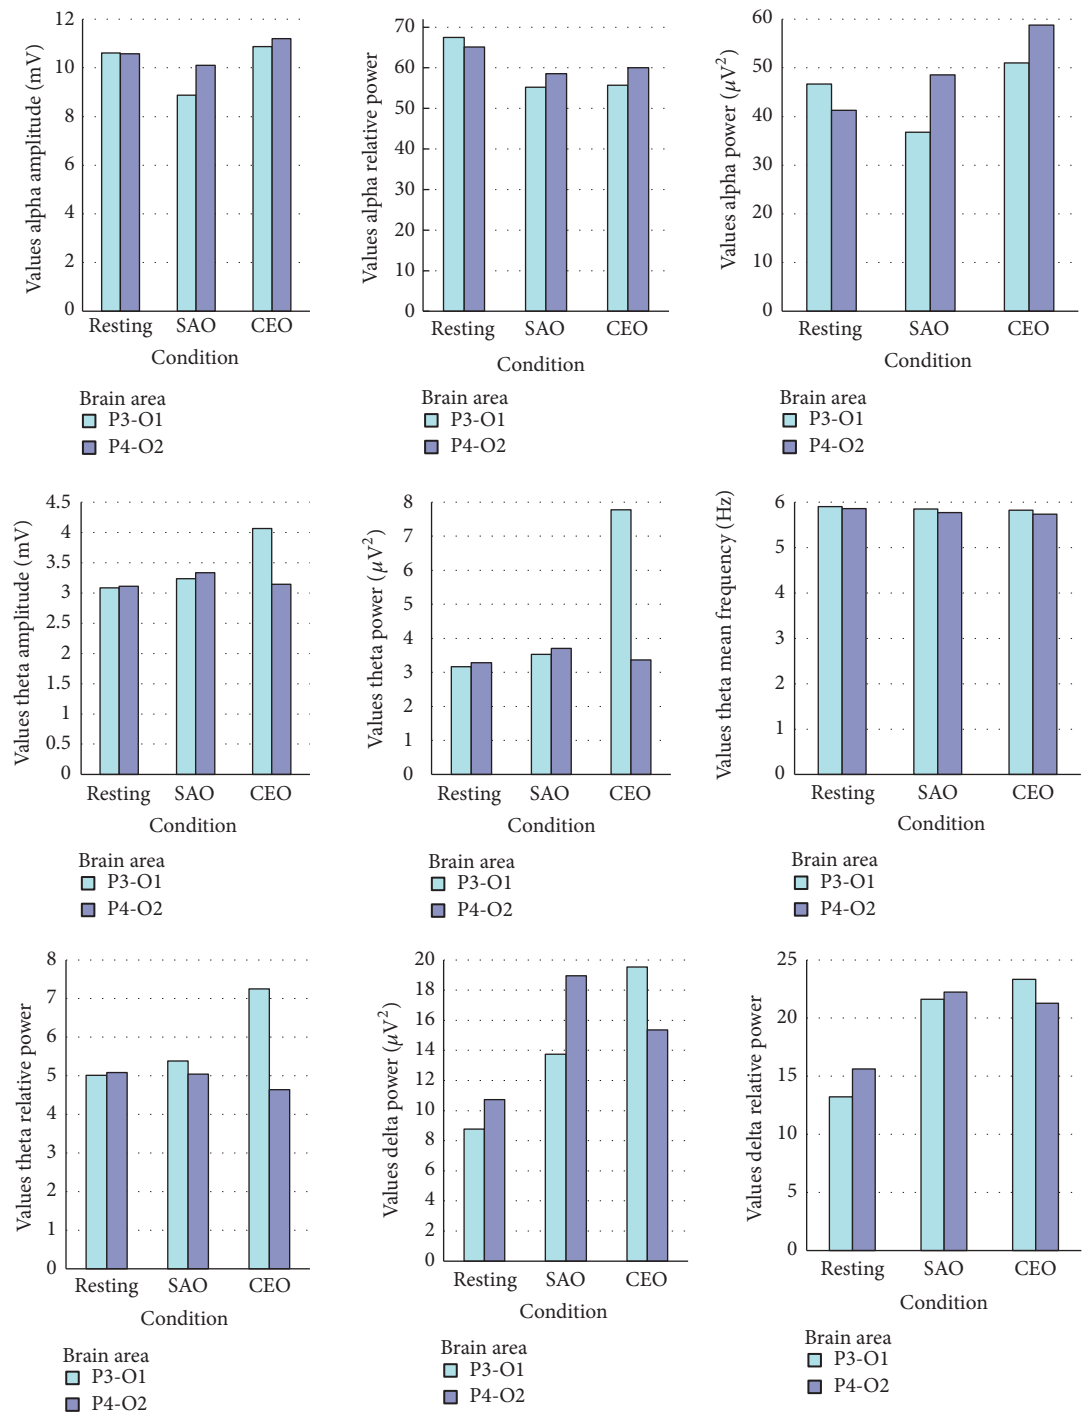 Values alpha amplitude (mV)
12
10
8
6
4
2
0
Resting SAO CEO
Condition
Brain area
P3-O1
P4-O2
Values alpha relative power
70
60
50
40
30
20
10
0
Resting SAO CEO
Condition
Brain area
P3-O1
P4-O2
Values alpha power (μV²)
60
50
40
30
20
10
0
Resting SAO CEO
Condition
Brain area
P3-O1
P4-O2
Values theta amplitude (mV)
4.5
4
3.5
3
2.5
2
1.5
1
0.5
0
Resting SAO CEO
Condition
Brain area
P3-O1
P4-O2
Values theta power (μV²)
8
7
6
5
4
3
2
1
0
Resting SAO CEO
Condition
Brain area
P3-O1
P4-O2
Values theta mean frequency (Hz)
6
5
4
3
2
1
0
Resting SAO CEO
Condition
Brain area
P3-O1
P4-O2
Values theta relative power
8
7
6
5
4
3
2
1
0
Resting SAO CEO
Condition
Brain area
P3-O1
P4-O2
Values delta power (μV²)
20
18
16
14
12
10
8
6
4
2
0
Resting SAO CEO
Condition
Brain area
P3-O1
P4-O2
Values delta relative power
25
20
15
10
5
0
Resting SAO CEO
Condition
Brain area
P3-O1
P4-O2